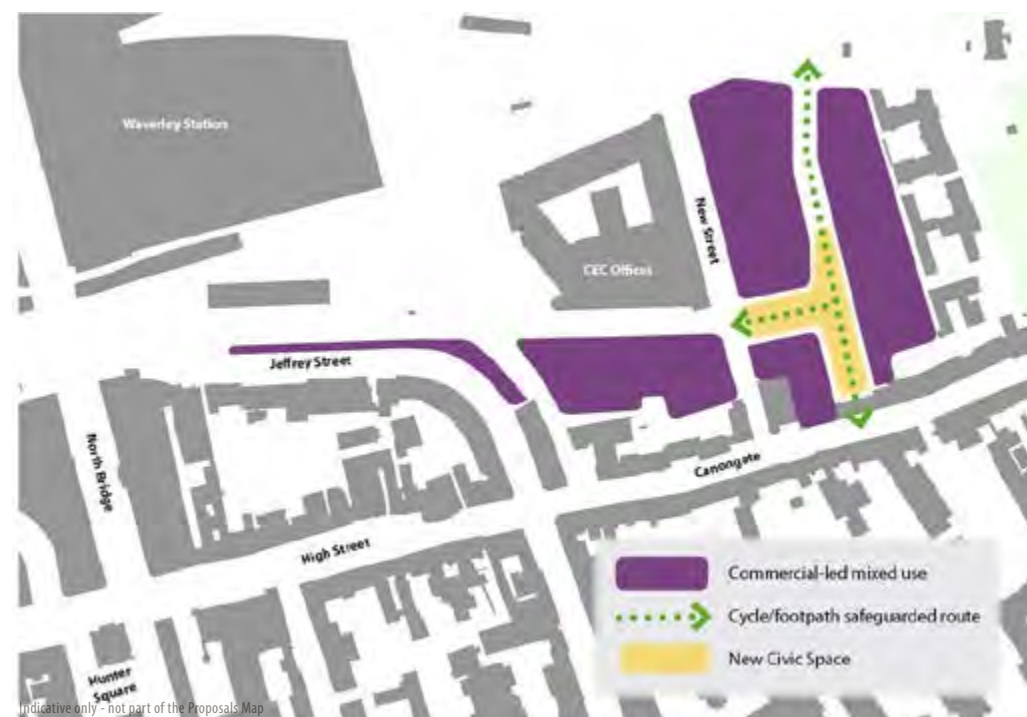 Waverley Station
New Street
CEC Offices
Jeffrey Street
North Bridge
Canongate
High Street
Commercial-led mixed use
Cycle/footpath safeguarded route
New Civic Space
Hunter
Square
Indicative only - not part of the Proposals Map